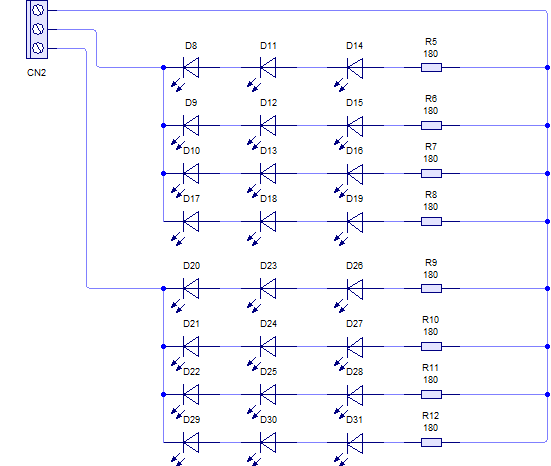 CN2
D8 D11 D14 R5
180
D9 D12 D15 R6
180
D10 D13 D16 R7
180
D17 D18 D19 R8
180
D20 D23 D26 R9
180
D21 D24 D27 R10
180
D22 D25 D28 R11
180
D29 D30 D31 R12
180